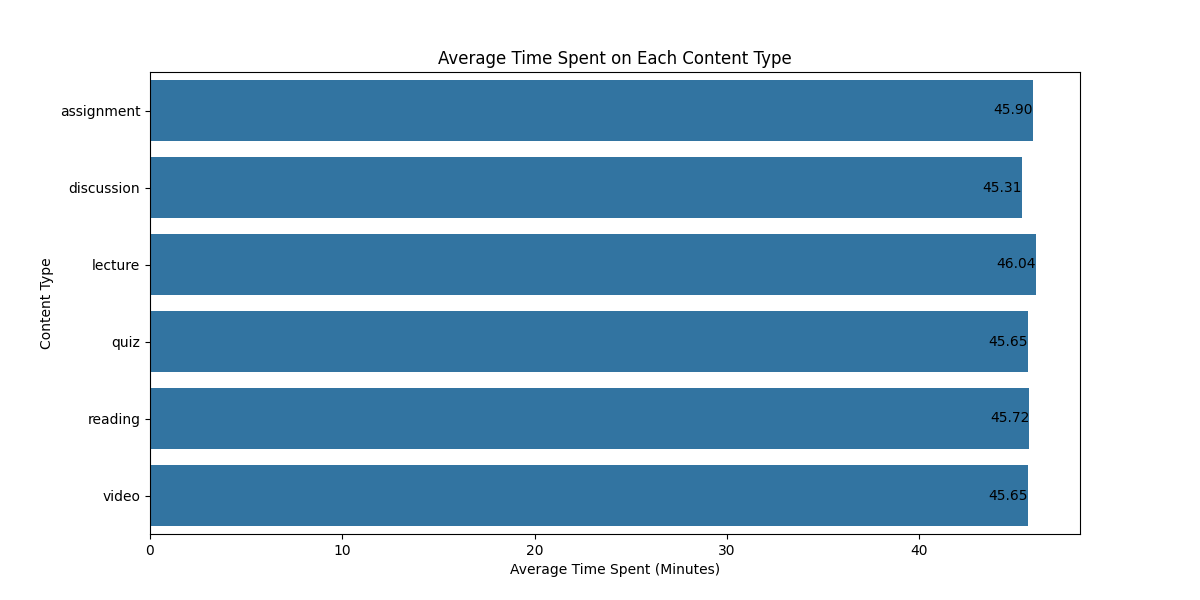 Average Time Spent on Each Content Type
assignment
45.90
discussion
45.31
lecture
46.04
quiz
45.65
reading
45.72
video
45.65
0 10 20 30 40
Average Time Spent (Minutes)
Content Type